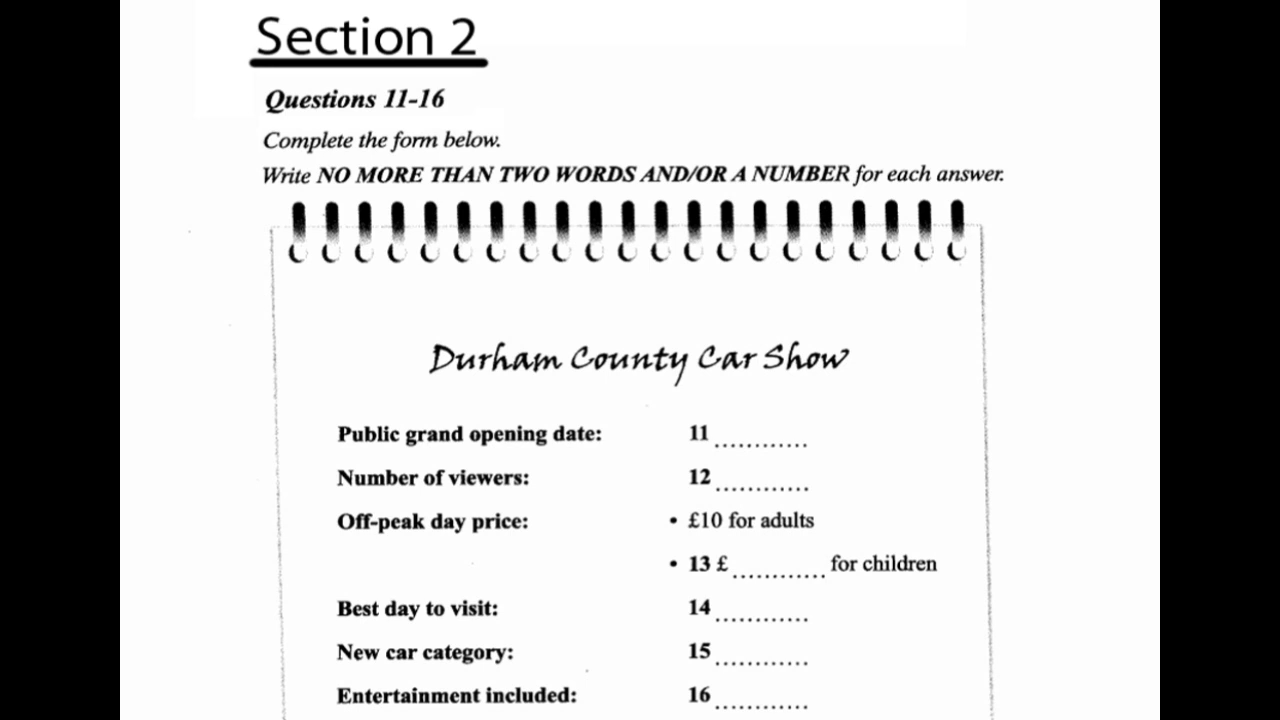 Section 2
Questions 11-16
Complete the form below.
Write NO MORE THAN TWO WORDS AND/OR A NUMBER for each answer.
Durham County Car Show
Public grand opening date: 11 ............
Number of viewers: 12 ............
Off-peak day price: • £10 for adults
• 13 £ ............ for children
Best day to visit: 14 ............
New car category: 15 ............
Entertainment included: 16 ............